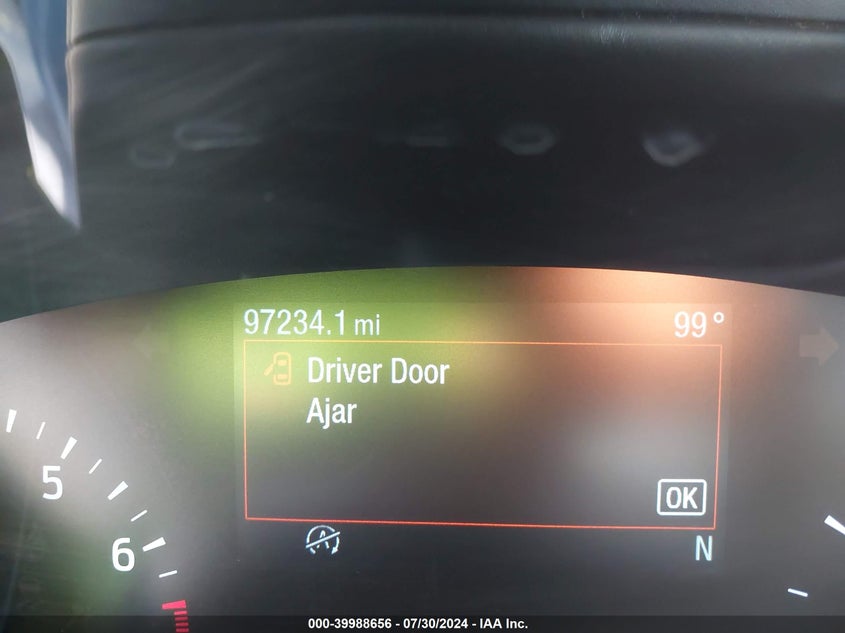 97234.1 mi 99°
Driver Door
Ajar
OK
5
6
N
000-39988656 - 07/30/2024 - IAA Inc.